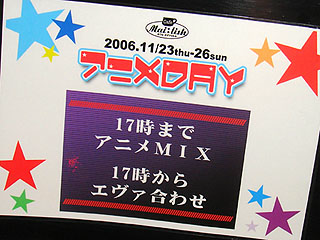 Mai:lish
2006.11/23thu-26sun
アニメDAY
17時まで
アニメMIX
17時から
エヴァ合わせ